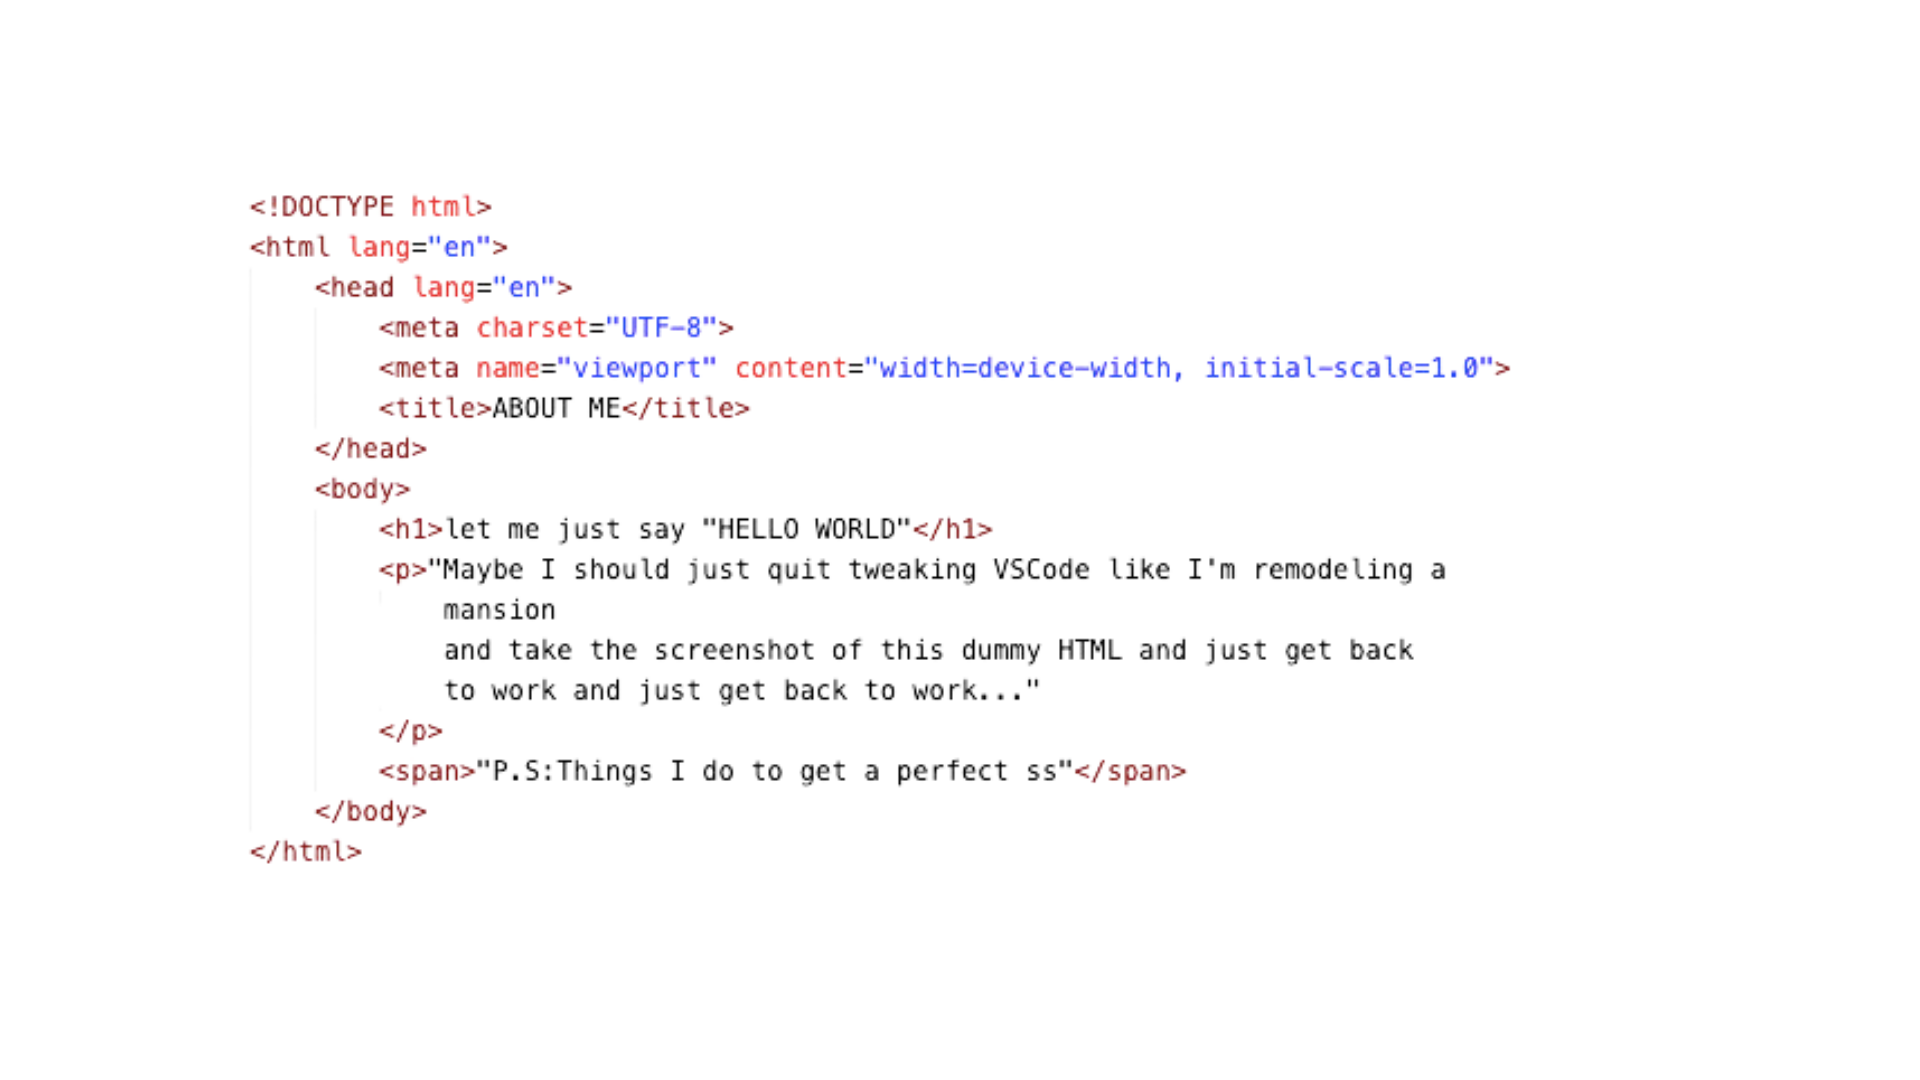 <!DOCTYPE html>
<html lang="en">
<head lang="en">
<meta charset="UTF-8">
<meta name="viewport" content="width=device-width, initial-scale=1.0">
<title>ABOUT ME</title>
</head>
<body>
<h1>let me just say "HELLO WORLD"</h1>
<p>"Maybe I should just quit tweaking VSCode like I'm remodeling a
mansion
and take the screenshot of this dummy HTML and just get back
to work and just get back to work..."
</p>
<span>"P.S:Things I do to get a perfect ss"</span>
</body>
</html>